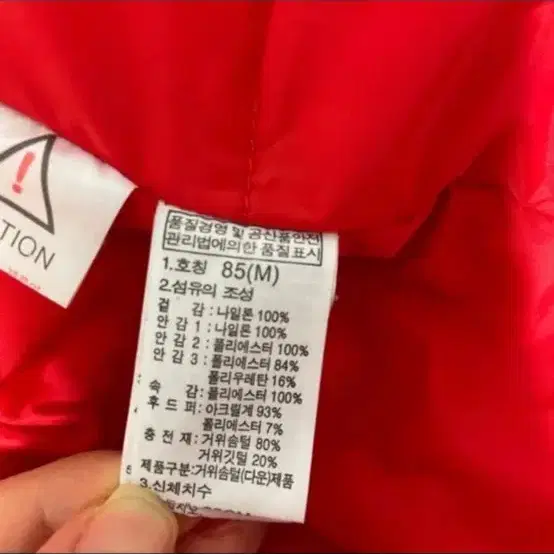 !
TION
품질경영 및 공산품안전
관리법에의한 품질표시
1.호칭 85(M)
2.섬유의 조성
겉 감 : 나일론 100%
안 감 1 : 나일론 100%
안 감 2 : 폴리에스터 100%
안 감 3 : 폴리에스터 84%
폴리우레탄 16%
속 감 : 폴리에스터 100%
후 드 퍼 : 아크릴계 93%
폴리에스터 7%
충 전 재 : 거위솜털 80%
거위깃털 20%
제품구분:거위솜털(다운)제품
3.신체치수